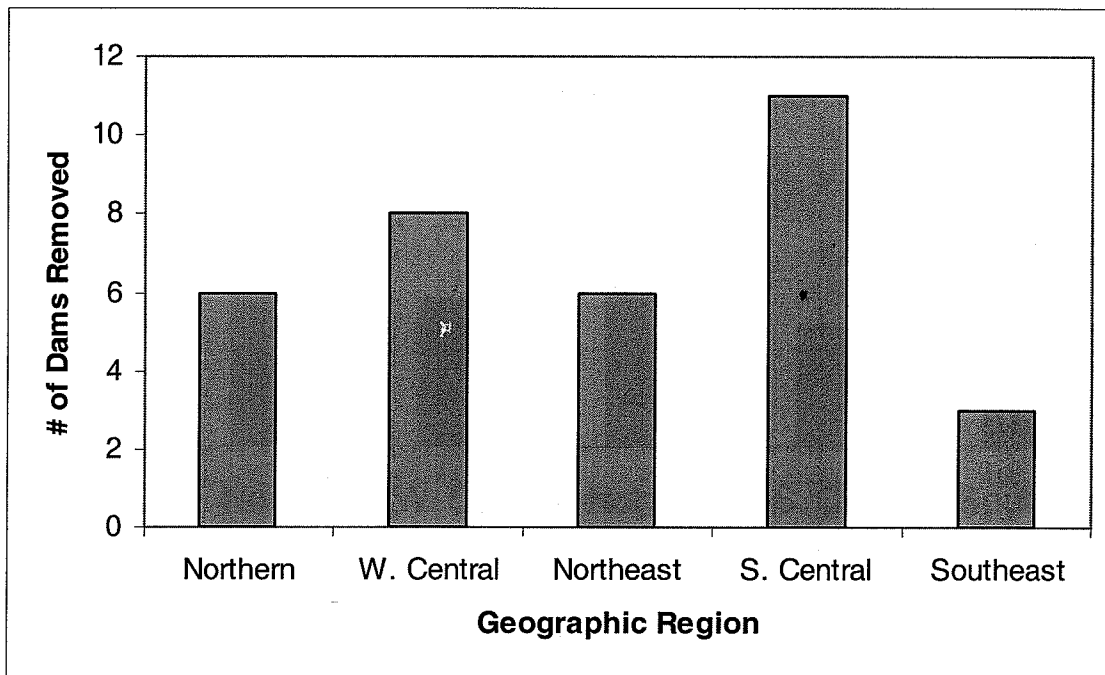 12
10
8
6
4
2
0
# of Dams Removed
Northern W. Central Northeast S. Central Southeast
Geographic Region